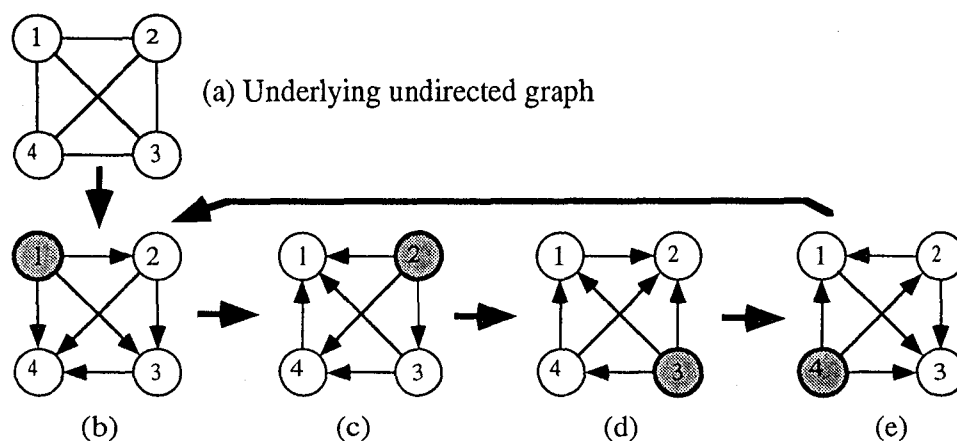 1 2
(a) Underlying undirected graph
4 3
1 2 1 2 1 2 1 2
4 3 4 3 4 3 4 3
(b) (c) (d) (e)